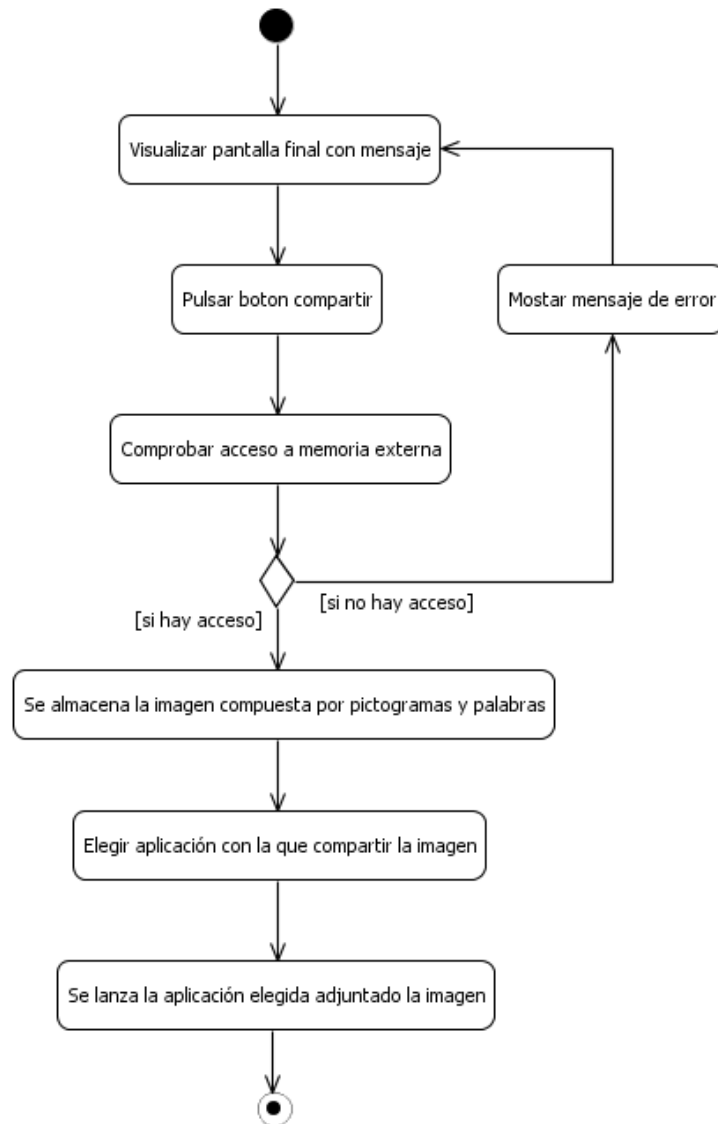 Visualizar pantalla final con mensaje
Pulsar boton compartir
Mostar mensaje de error
Comprobar acceso a memoria externa
[si no hay acceso]
[si hay acceso]
Se almacena la imagen compuesta por pictogramas y palabras
Elegir aplicación con la que compartir la imagen
Se lanza la aplicación elegida adjuntado la imagen